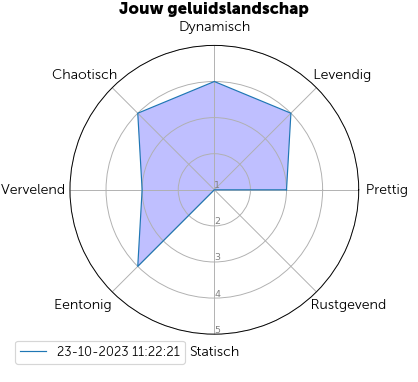 Jouw geluidslandschap
Dynamisch
Chaotisch
Levendig
Vervelend
1
Prettig
2
3
Eentonig
4
Rustgevend
5
23-10-2023 11:22:21
Statisch